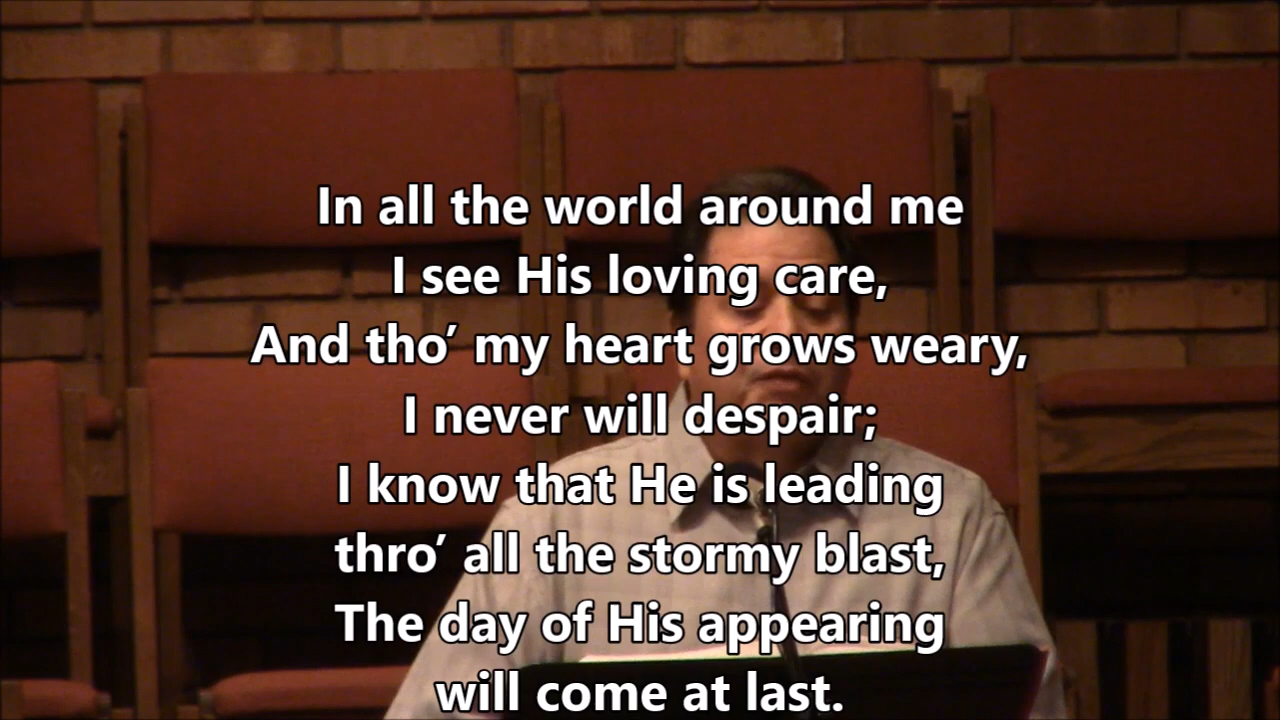 In all the world around me
I see His loving care,
And tho’ my heart grows weary,
I never will despair;
I know that He is leading
thro’ all the stormy blast,
The day of His appearing
will come at last.